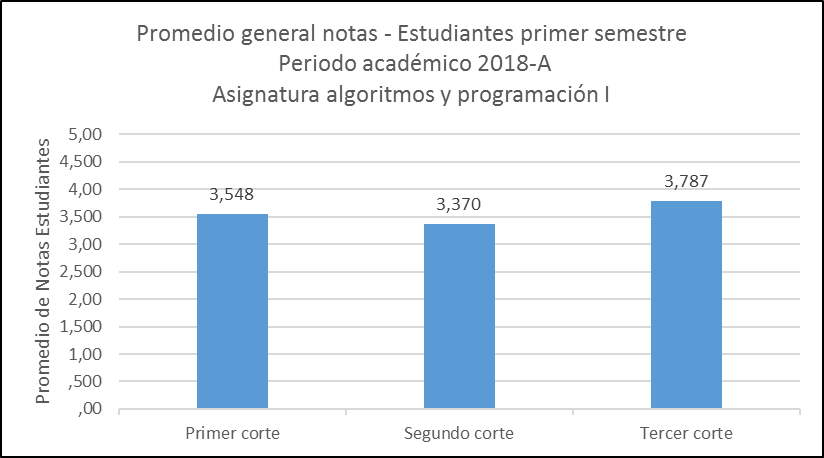 Promedio general notas - Estudiantes primer semestre
Periodo académico 2018-A
Asignatura algoritmos y programación I
Promedio de Notas Estudiantes
5,00
4,500
4,00
3,500
3,00
2,500
2,00
1,500
1,00
,500
,00
3,548
3,370
3,787
Primer corte
Segundo corte
Tercer corte